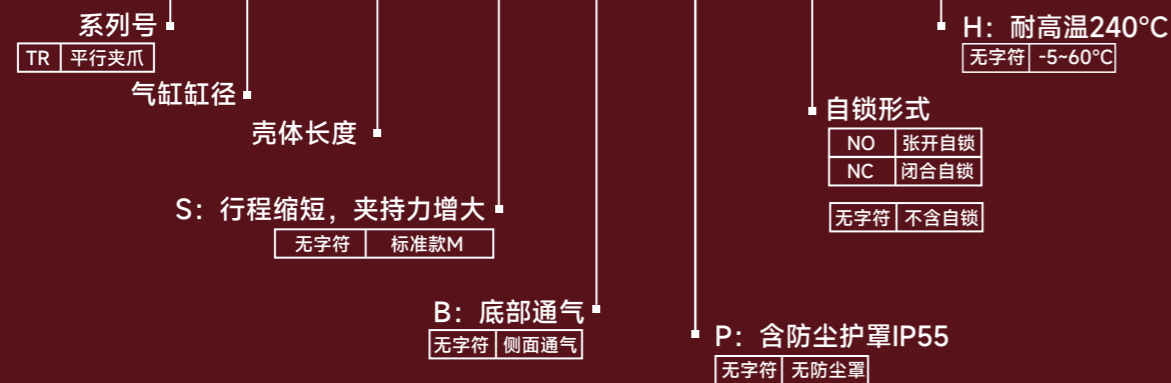 系列号
TR 平行夹爪
气缸缸径
壳体长度
S：行程缩短，夹持力增大
无字符 标准款M
B：底部通气
无字符 侧面通气
P：含防尘护罩IP55
无字符 无防尘罩
自锁形式
NO 张开自锁
NC 闭合自锁
无字符 不含自锁
H：耐高温240°C
无字符 -5~60°C